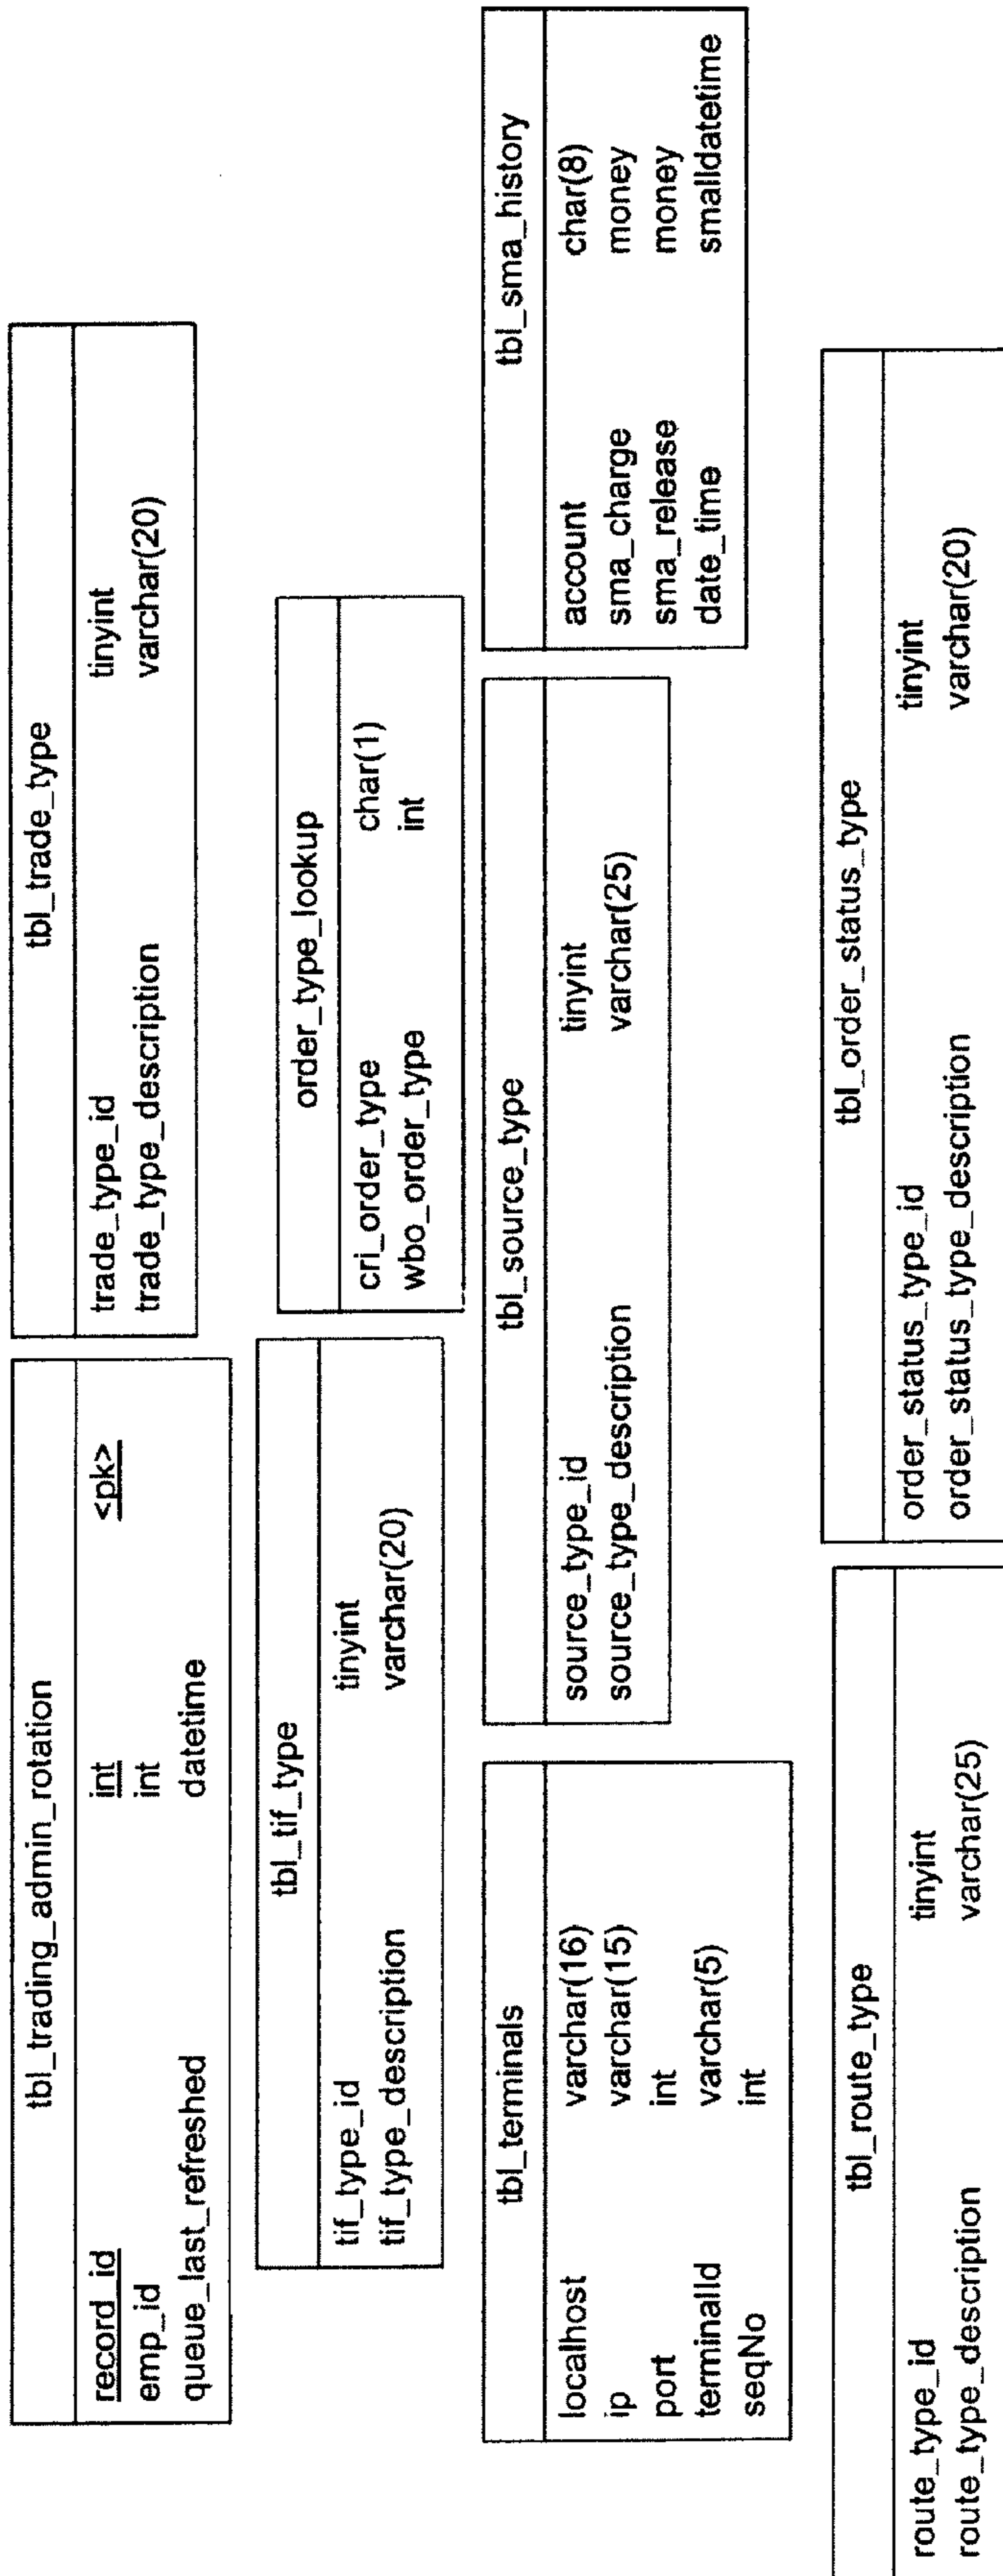 tbl_trading_admin_rotation
record_id int <pk>
emp_id int
queue_last_refreshed datetime
tbl_trade_type
trade_type_id tinyint
trade_type_description varchar(20)
tbl_tif_type
tif_type_id tinyint
tif_type_description varchar(20)
order_type_lookup
cri_order_type char(1)
wbo_order_type int
tbl_terminals
localhost varchar(16)
ip varchar(15)
port int
terminalId varchar(5)
seqNo int
tbl_source_type
source_type_id tinyint
source_type_description varchar(25)
tbl_sma_history
account char(8)
sma_charge money
sma_release money
date_time smalldatetime
tbl_route_type
route_type_id tinyint
route_type_description varchar(25)
tbl_order_status_type
order_status_type_id tinyint
order_status_type_description varchar(20)